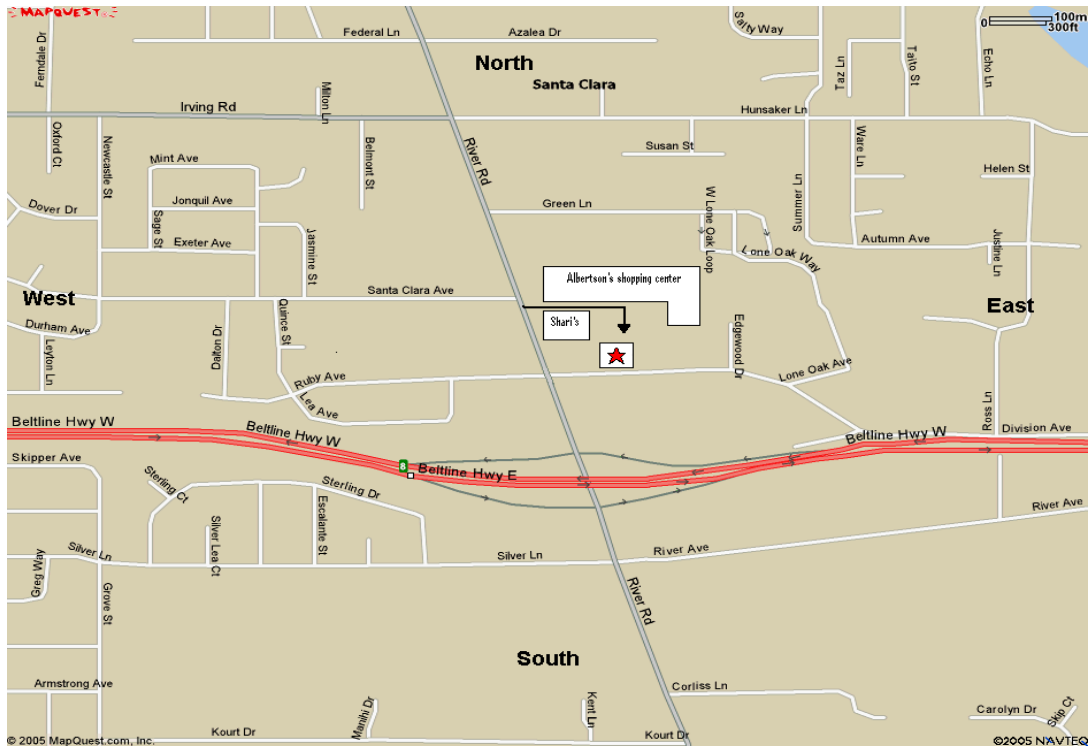 MAPQUEST
Salty Way
0 100m
300ft
Federal Ln
Azalea Dr
Ferndale Dr
North
Taz Ln
Taito St
Echo Ln
Santa Clara
Milton Ln
Irving Rd
Hunsaker Ln
Oxford Ct
Newcastle St
Belmont St
River Rd
Susan St
Ware Ln
Mint Ave
Helen St
Jonquil Ave
Dover Dr
Green Ln
W Lone Oak Loop
Summer Ln
Sage St
Exeter Ave
Jasmine St
Lone Oak Way
Autumn Ave
Justine Ln
Albertson's shopping center
West
Santa Clara Ave
East
Durham Ave
Quince St
Shari's
Leyton Ln
Dalton Dr
Edgewood Dr
Ruby Ave
Lone Oak Ave
Lea Ave
Ross Ln
Beltline Hwy W
Beltline Hwy W
Beltline Hwy W
Division Ave
Skipper Ave
8
Beltline Hwy E
Sterling Ct
Sterling Dr
Escalante St
River Ave
Silver Lea Ct
Silver Ln
Silver Ln
River Ave
Greg Way
Grove St
River Rd
South
Armstrong Ave
Corliss Ln
Manihi Dr
Kent Ln
Carolyn Dr
Skip Ct
Kourt Dr
Kourt Dr
© 2005 MapQuest.com, Inc.
©2005 NAVTEQ